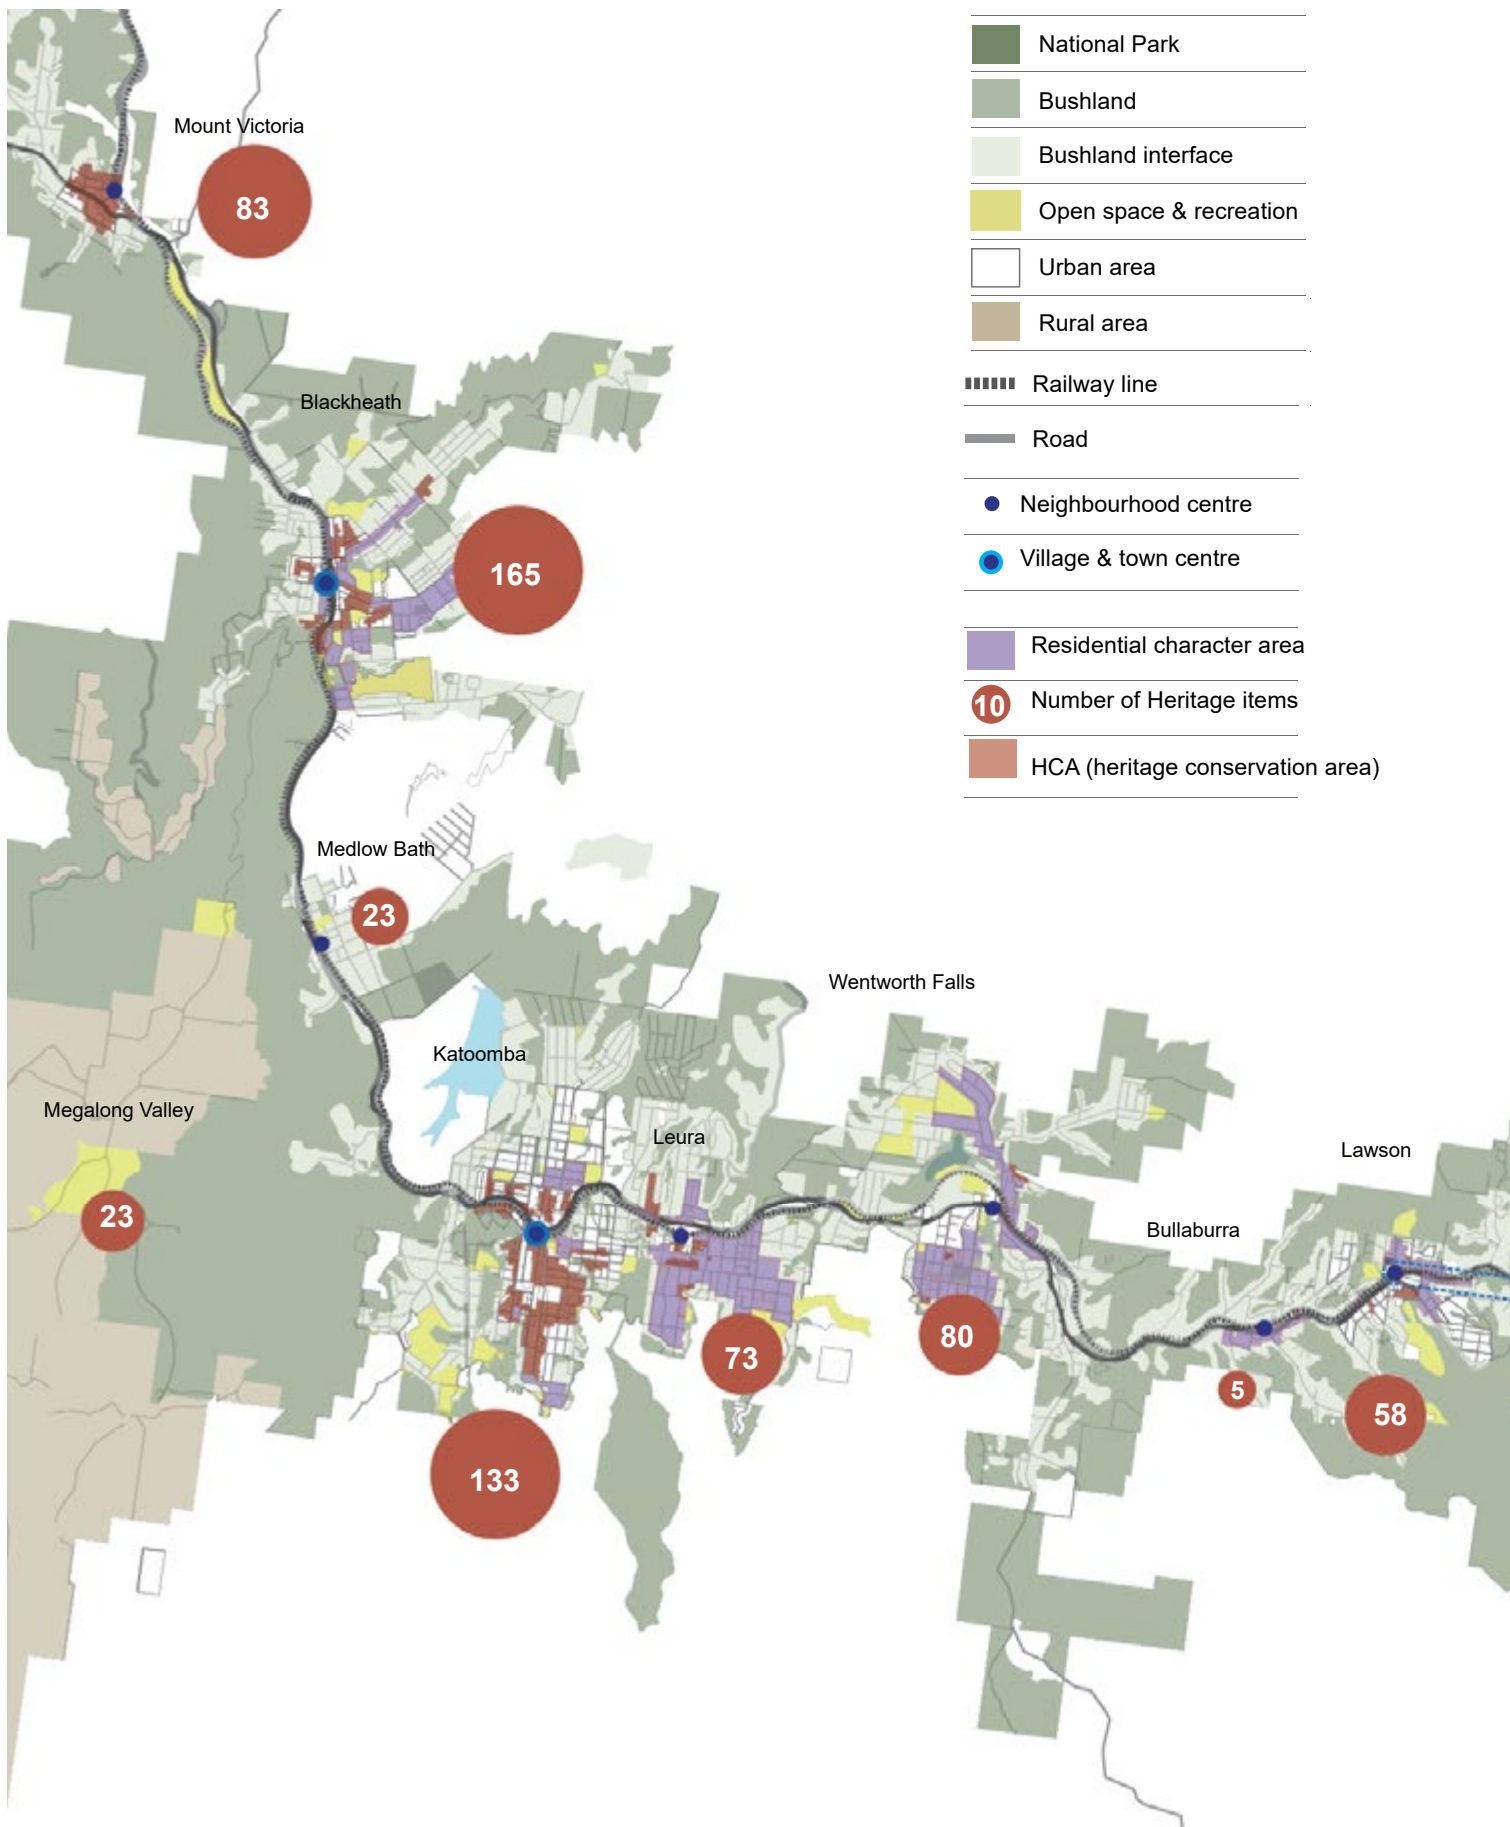 National Park
Bushland
Mount Victoria
Bushland interface
83
Open space & recreation
Urban area
Rural area
Railway line
Blackheath
Road
Neighbourhood centre
Village & town centre
165
Residential character area
10 Number of Heritage items
HCA (heritage conservation area)
Medlow Bath
23
Wentworth Falls
Katoomba
Megalong Valley
Leura
Lawson
23
Bullaburra
80
73
5
58
133